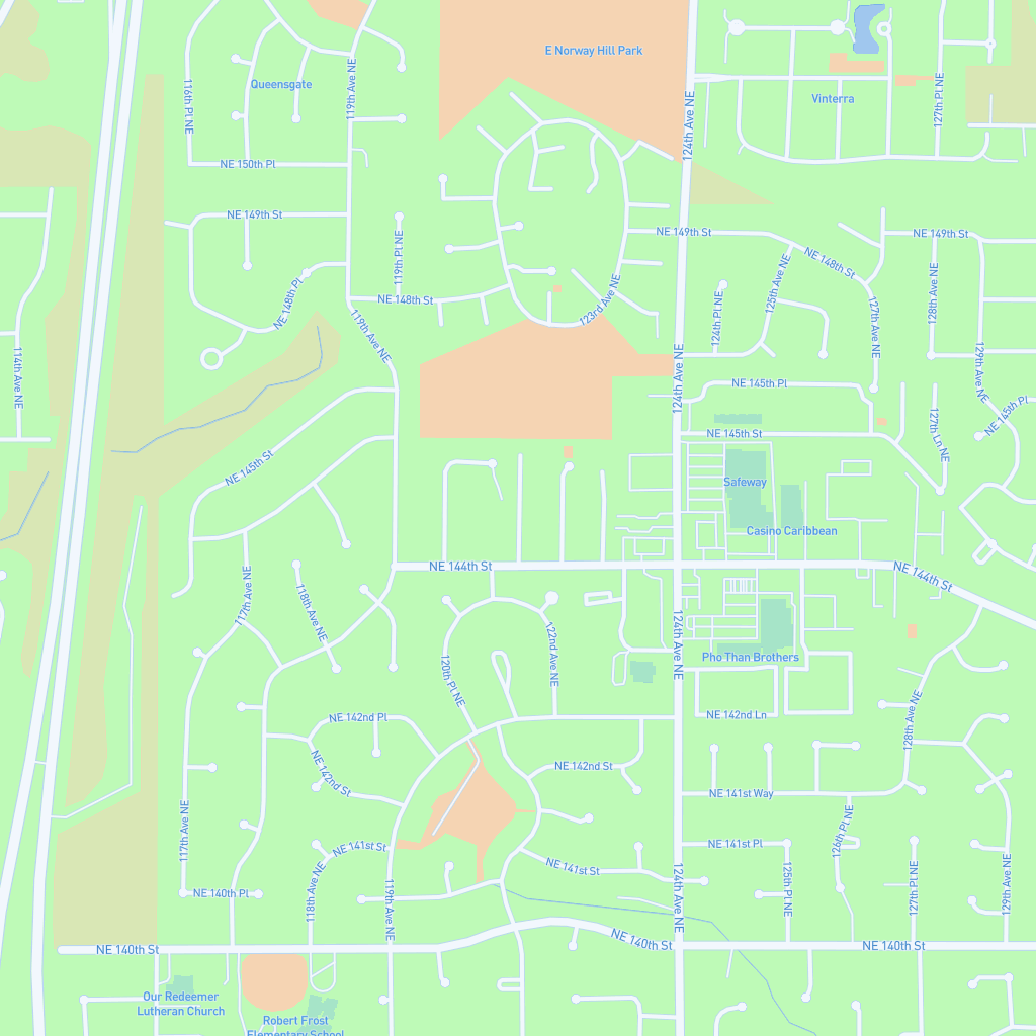 E Norway Hill Park
Queensgate
Vinterra
116th Pl NE
119th Ave NE
124th Ave NE
127th Pl NE
NE 150th Pl
NE 149th St
119th Pl NE
NE 149th St
NE 149th St
NE 148th St
125th Ave NE
NE 148th Pl
NE 148th St
123rd Ave NE
124th Pl NE
127th Ave NE
128th Ave NE
119th Ave NE
114th Ave NE
124th Ave NE
129th Ave NE
NE 145th Pl
NE 145th Pl
127th Ln NE
NE 145th St
NE 145th St
Safeway
Casino Caribbean
NE 144th St
NE 144th St
117th Ave NE
118th Ave NE
122nd Ave NE
124th Ave NE
Pho Than Brothers
120th Pl NE
NE 142nd Pl
NE 142nd Ln
128th Ave NE
NE 142nd St
NE 142nd St
NE 141st Way
117th Ave NE
126th Pl NE
NE 141st St
NE 141st Pl
NE 141st St
118th Ave NE
NE 140th Pl
119th Ave NE
124th Ave NE
125th Pl NE
127th Pl NE
129th Ave NE
NE 140th St
NE 140th St
NE 140th St
Our Redeemer
Lutheran Church
Robert Frost
Elementary School